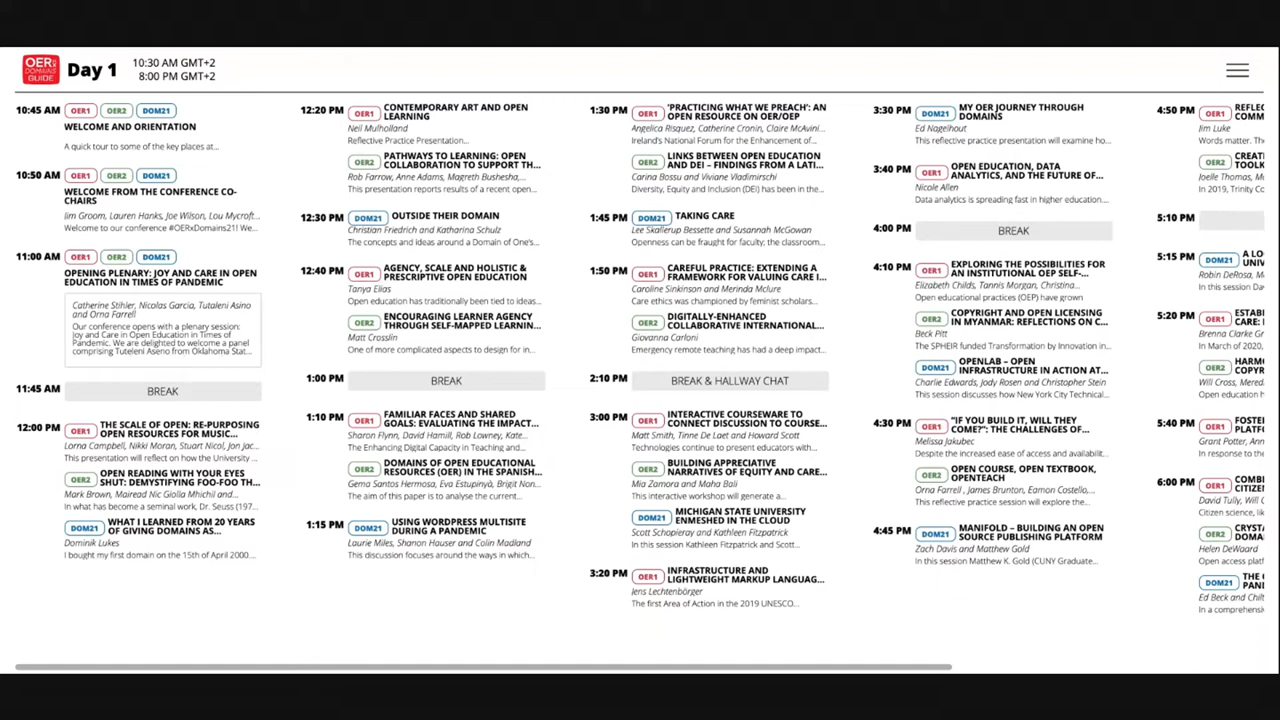 OER21
DOMAINS
GUIDE
Day 1
10:30 AM GMT+2
8:00 PM GMT+2
10:45 AM OER1 OER2 DOM21
WELCOME AND ORIENTATION
A quick tour to some of the key places at...
10:50 AM OER1 OER2 DOM21
WELCOME FROM THE CONFERENCE CO-
CHAIRS
Jim Groom, Lauren Hanks, Joe Wilson, Lou Mycroft...
Welcome to our conference #OERxDomains21! We...
11:00 AM OER1 OER2 DOM21
OPENING PLENARY: JOY AND CARE IN OPEN
EDUCATION IN TIMES OF PANDEMIC
Catherine Stihler, Nicolas Garcia, Tutaleni Asino
and Orna Farrell
Our conference opens with a plenary session:
Joy and Care in Open Education in Times of
Pandemic. We are delighted to welcome a panel
comprising Tuteleni Aseno from Oklahoma Stat...
11:45 AM BREAK
12:00 PM OER1 THE SCALE OF OPEN: RE-PURPOSING
OPEN RESOURCES FOR MUSIC...
Lorna Campbell, Nikki Moran, Stuart Nicol, Jon Jac...
This presentation will reflect on how the University ...
OER2 OPEN READING WITH YOUR EYES
SHUT: DEMYSTIFYING FOO-FOO TH...
Mark Brown, Mairead Nic Giolla Mhichil and...
In what has become a seminal work, Dr. Seuss (197...
DOM21 WHAT I LEARNED FROM 20 YEARS
OF GIVING DOMAINS AS...
Dominik Lukes
I bought my first domain on the 15th of April 2000....
12:20 PM OER1 CONTEMPORARY ART AND OPEN
LEARNING
Neil Mulholland
Reflective Practice Presentation...
OER2 PATHWAYS TO LEARNING: OPEN
COLLABORATION TO SUPPORT TH...
Rob Farrow, Anne Adams, Magreth Bushesha,...
This presentation reports results of a recent open...
12:30 PM DOM21 OUTSIDE THEIR DOMAIN
Christian Friedrich and Katharina Schulz
The concepts and ideas around a Domain of One's...
12:40 PM OER1 AGENCY, SCALE AND HOLISTIC &
PRESCRIPTIVE OPEN EDUCATION
Tanya Elias
Open education has traditionally been tied to ideas...
OER2 ENCOURAGING LEARNER AGENCY
THROUGH SELF-MAPPED LEARNIN...
Matt Crosslin
One of more complicated aspects to design for in...
1:00 PM BREAK
1:10 PM OER1 FAMILIAR FACES AND SHARED
GOALS: EVALUATING THE IMPACT...
Sharon Flynn, David Hamill, Rob Lowney, Kate...
The Enhancing Digital Capacity in Teaching and...
OER2 DOMAINS OF OPEN EDUCATIONAL
RESOURCES (OER) IN THE SPANISH...
Gema Santos Hermosa, Eva Estupinyà, Brigit Non...
The aim of this paper is to analyse the current...
1:15 PM DOM21 USING WORDPRESS MULTISITE
DURING A PANDEMIC
Laurie Miles, Shanon Hauser and Colin Madland
This discussion focuses around the ways in which...
1:30 PM OER1 'PRACTICING WHAT WE PREACH': AN
OPEN RESOURCE ON OER/OEP
Angelica Risquez, Catherine Cronin, Claire McAvini...
Ireland's National Forum for the Enhancement of...
OER2 LINKS BETWEEN OPEN EDUCATION
AND DEI – FINDINGS FROM A LATI...
Carina Bossu and Viviane Vladimirschi
Diversity, Equity and Inclusion (DEI) has been in the...
1:45 PM DOM21 TAKING CARE
Lee Skallerup Bessette and Susannah McGowan
Openness can be fraught for faculty; the classroom...
1:50 PM OER1 CAREFUL PRACTICE: EXTENDING A
FRAMEWORK FOR VALUING CARE I...
Caroline Sinkinson and Merinda Mclure
Care ethics was championed by feminist scholars...
OER2 DIGITALLY-ENHANCED
COLLABORATIVE INTERNATIONAL...
Giovanna Carloni
Emergency remote teaching has had a deep impact...
2:10 PM BREAK & HALLWAY CHAT
3:00 PM OER1 INTERACTIVE COURSEWARE TO
CONNECT DISCUSSION TO COURSE...
Matt Smith, Tinne De Laet and Howard Scott
Technologies continue to present educators with...
OER2 BUILDING APPRECIATIVE
NARRATIVES OF EQUITY AND CARE...
Mia Zamora and Maha Bali
This interactive workshop will generate a...
DOM21 MICHIGAN STATE UNIVERSITY
ENMESHED IN THE CLOUD
Scott Schopieray and Kathleen Fitzpatrick
In this session Kathleen Fitzpatrick and Scott...
3:20 PM OER1 INFRASTRUCTURE AND
LIGHTWEIGHT MARKUP LANGUAG...
Jens Lechtenbörger
The first Area of Action in the 2019 UNESCO...
3:30 PM DOM21 MY OER JOURNEY THROUGH
DOMAINS
Ed Nagelhout
This reflective practice presentation will examine ho...
3:40 PM OER1 OPEN EDUCATION, DATA
ANALYTICS, AND THE FUTURE OF...
Nicole Allen
Data analytics is spreading fast in higher education....
4:00 PM BREAK
4:10 PM OER1 EXPLORING THE POSSIBILITIES FOR
AN INSTITUTIONAL OEP SELF-...
Elizabeth Childs, Tannis Morgan, Christina...
Open educational practices (OEP) have grown
OER2 COPYRIGHT AND OPEN LICENSING
IN MYANMAR: REFLECTIONS ON C...
Beck Pitt
The SPHEIR funded Transformation by Innovation in...
DOM21 OPENLAB – OPEN
INFRASTRUCTURE IN ACTION AT...
Charlie Edwards, Jody Rosen and Christopher Stein
This session discusses how New York City Technical...
4:30 PM OER1 "IF YOU BUILD IT, WILL THEY
COME?": THE CHALLENGES OF...
Melissa Jakubec
Despite the increased ease of access and availabilit...
OER2 OPEN COURSE, OPEN TEXTBOOK,
OPENTEACH
Orna Farrell , James Brunton, Eamon Costello,...
This reflective practice session will explore the...
4:45 PM DOM21 MANIFOLD – BUILDING AN OPEN
SOURCE PUBLISHING PLATFORM
Zach Davis and Matthew Gold
In this session Matthew K. Gold (CUNY Graduate...
4:50 PM OER1 REFLEC
COMM
Jim Luke
Words matter. Th
OER2 CREATI
TOOLK
Joelle Thomas, M
In 2019, Trinity Co
5:10 PM
5:15 PM DOM21 A LO
UNIV
Robin DeRosa, M
In this session Da
5:20 PM OER1 ESTAB
CARE: I
Brenna Clarke Gr
In March of 2020,
OER2 HARM
COPYR
Will Cross, Mered
Open education h
5:40 PM OER1 FOSTE
PLATF
Grant Potter, Ann
In response to the
6:00 PM OER1 COMBI
CITIZE
David Tully, Will C
Citizen science, lik
OER2 CRYST
DOMA
Helen DeWaard
Open access platf
DOM21 THE C
PANI
Ed Beck and Chilt
In a comprehensi